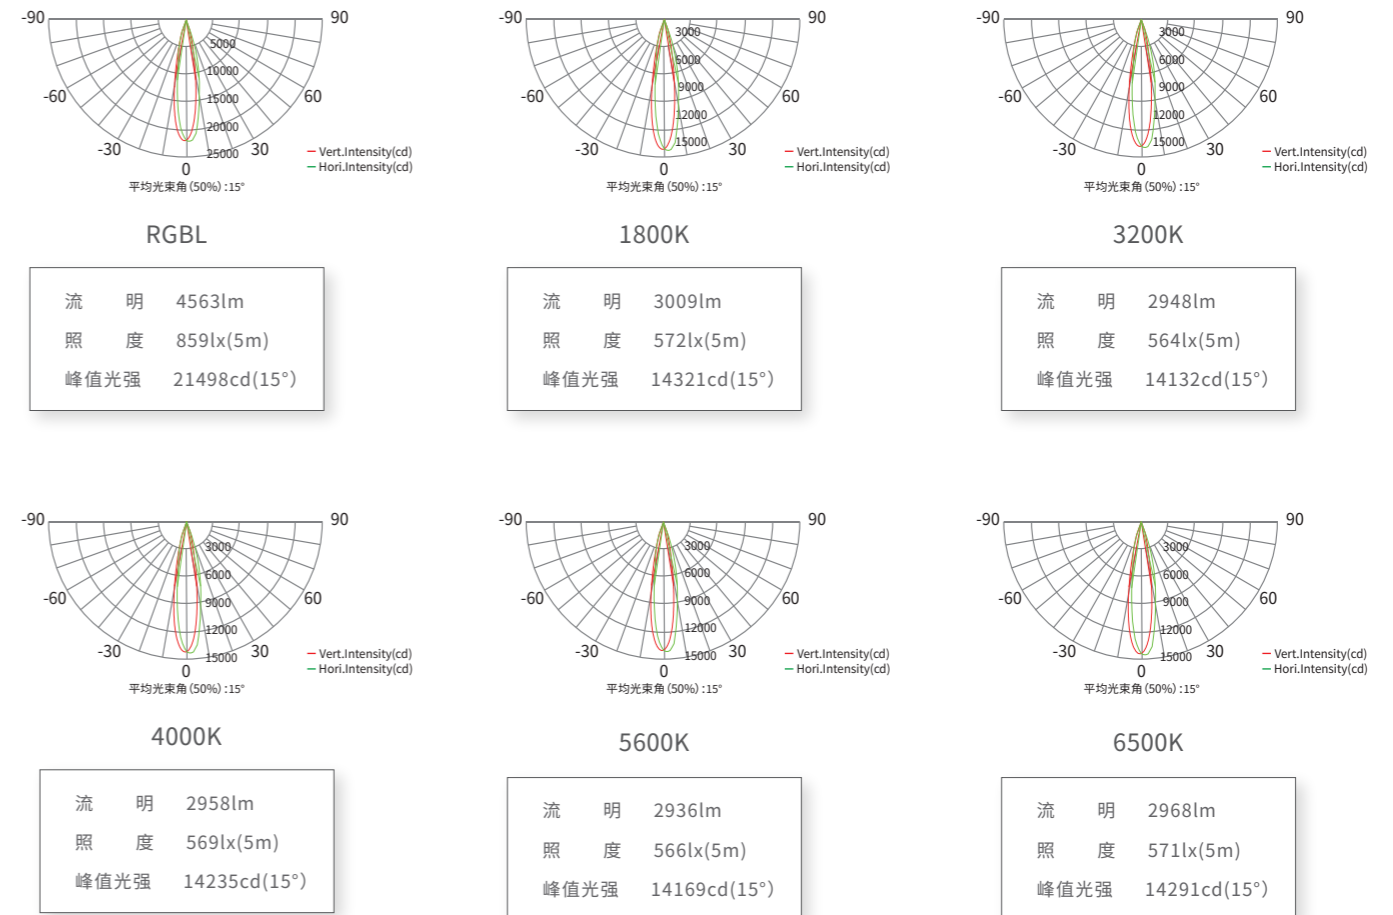 -90 90
5000
10000
15000
20000
25000
-60 60
-30 30
0
Vert.Intensity(cd)
Hori.Intensity(cd)
平均光束角(50%):15°
RGBL
流 明 4563lm
照 度 859lx(5m)
峰值光强 21498cd(15°)
-90 90
3000
6000
9000
12000
15000
-60 60
-30 30
0
Vert.Intensity(cd)
Hori.Intensity(cd)
平均光束角(50%):15°
1800K
流 明 3009lm
照 度 572lx(5m)
峰值光强 14321cd(15°)
-90 90
3000
6000
9000
12000
15000
-60 60
-30 30
0
Vert.Intensity(cd)
Hori.Intensity(cd)
平均光束角(50%):15°
3200K
流 明 2948lm
照 度 564lx(5m)
峰值光强 14132cd(15°)
-90 90
3000
6000
9000
12000
15000
-60 60
-30 30
0
Vert.Intensity(cd)
Hori.Intensity(cd)
平均光束角(50%):15°
4000K
流 明 2958lm
照 度 569lx(5m)
峰值光强 14235cd(15°)
-90 90
3000
6000
9000
12000
15000
-60 60
-30 30
0
Vert.Intensity(cd)
Hori.Intensity(cd)
平均光束角(50%):15°
5600K
流 明 2936lm
照 度 566lx(5m)
峰值光强 14169cd(15°)
-90 90
3000
6000
9000
12000
15000
-60 60
-30 30
0
Vert.Intensity(cd)
Hori.Intensity(cd)
平均光束角(50%):15°
6500K
流 明 2968lm
照 度 571lx(5m)
峰值光强 14291cd(15°)